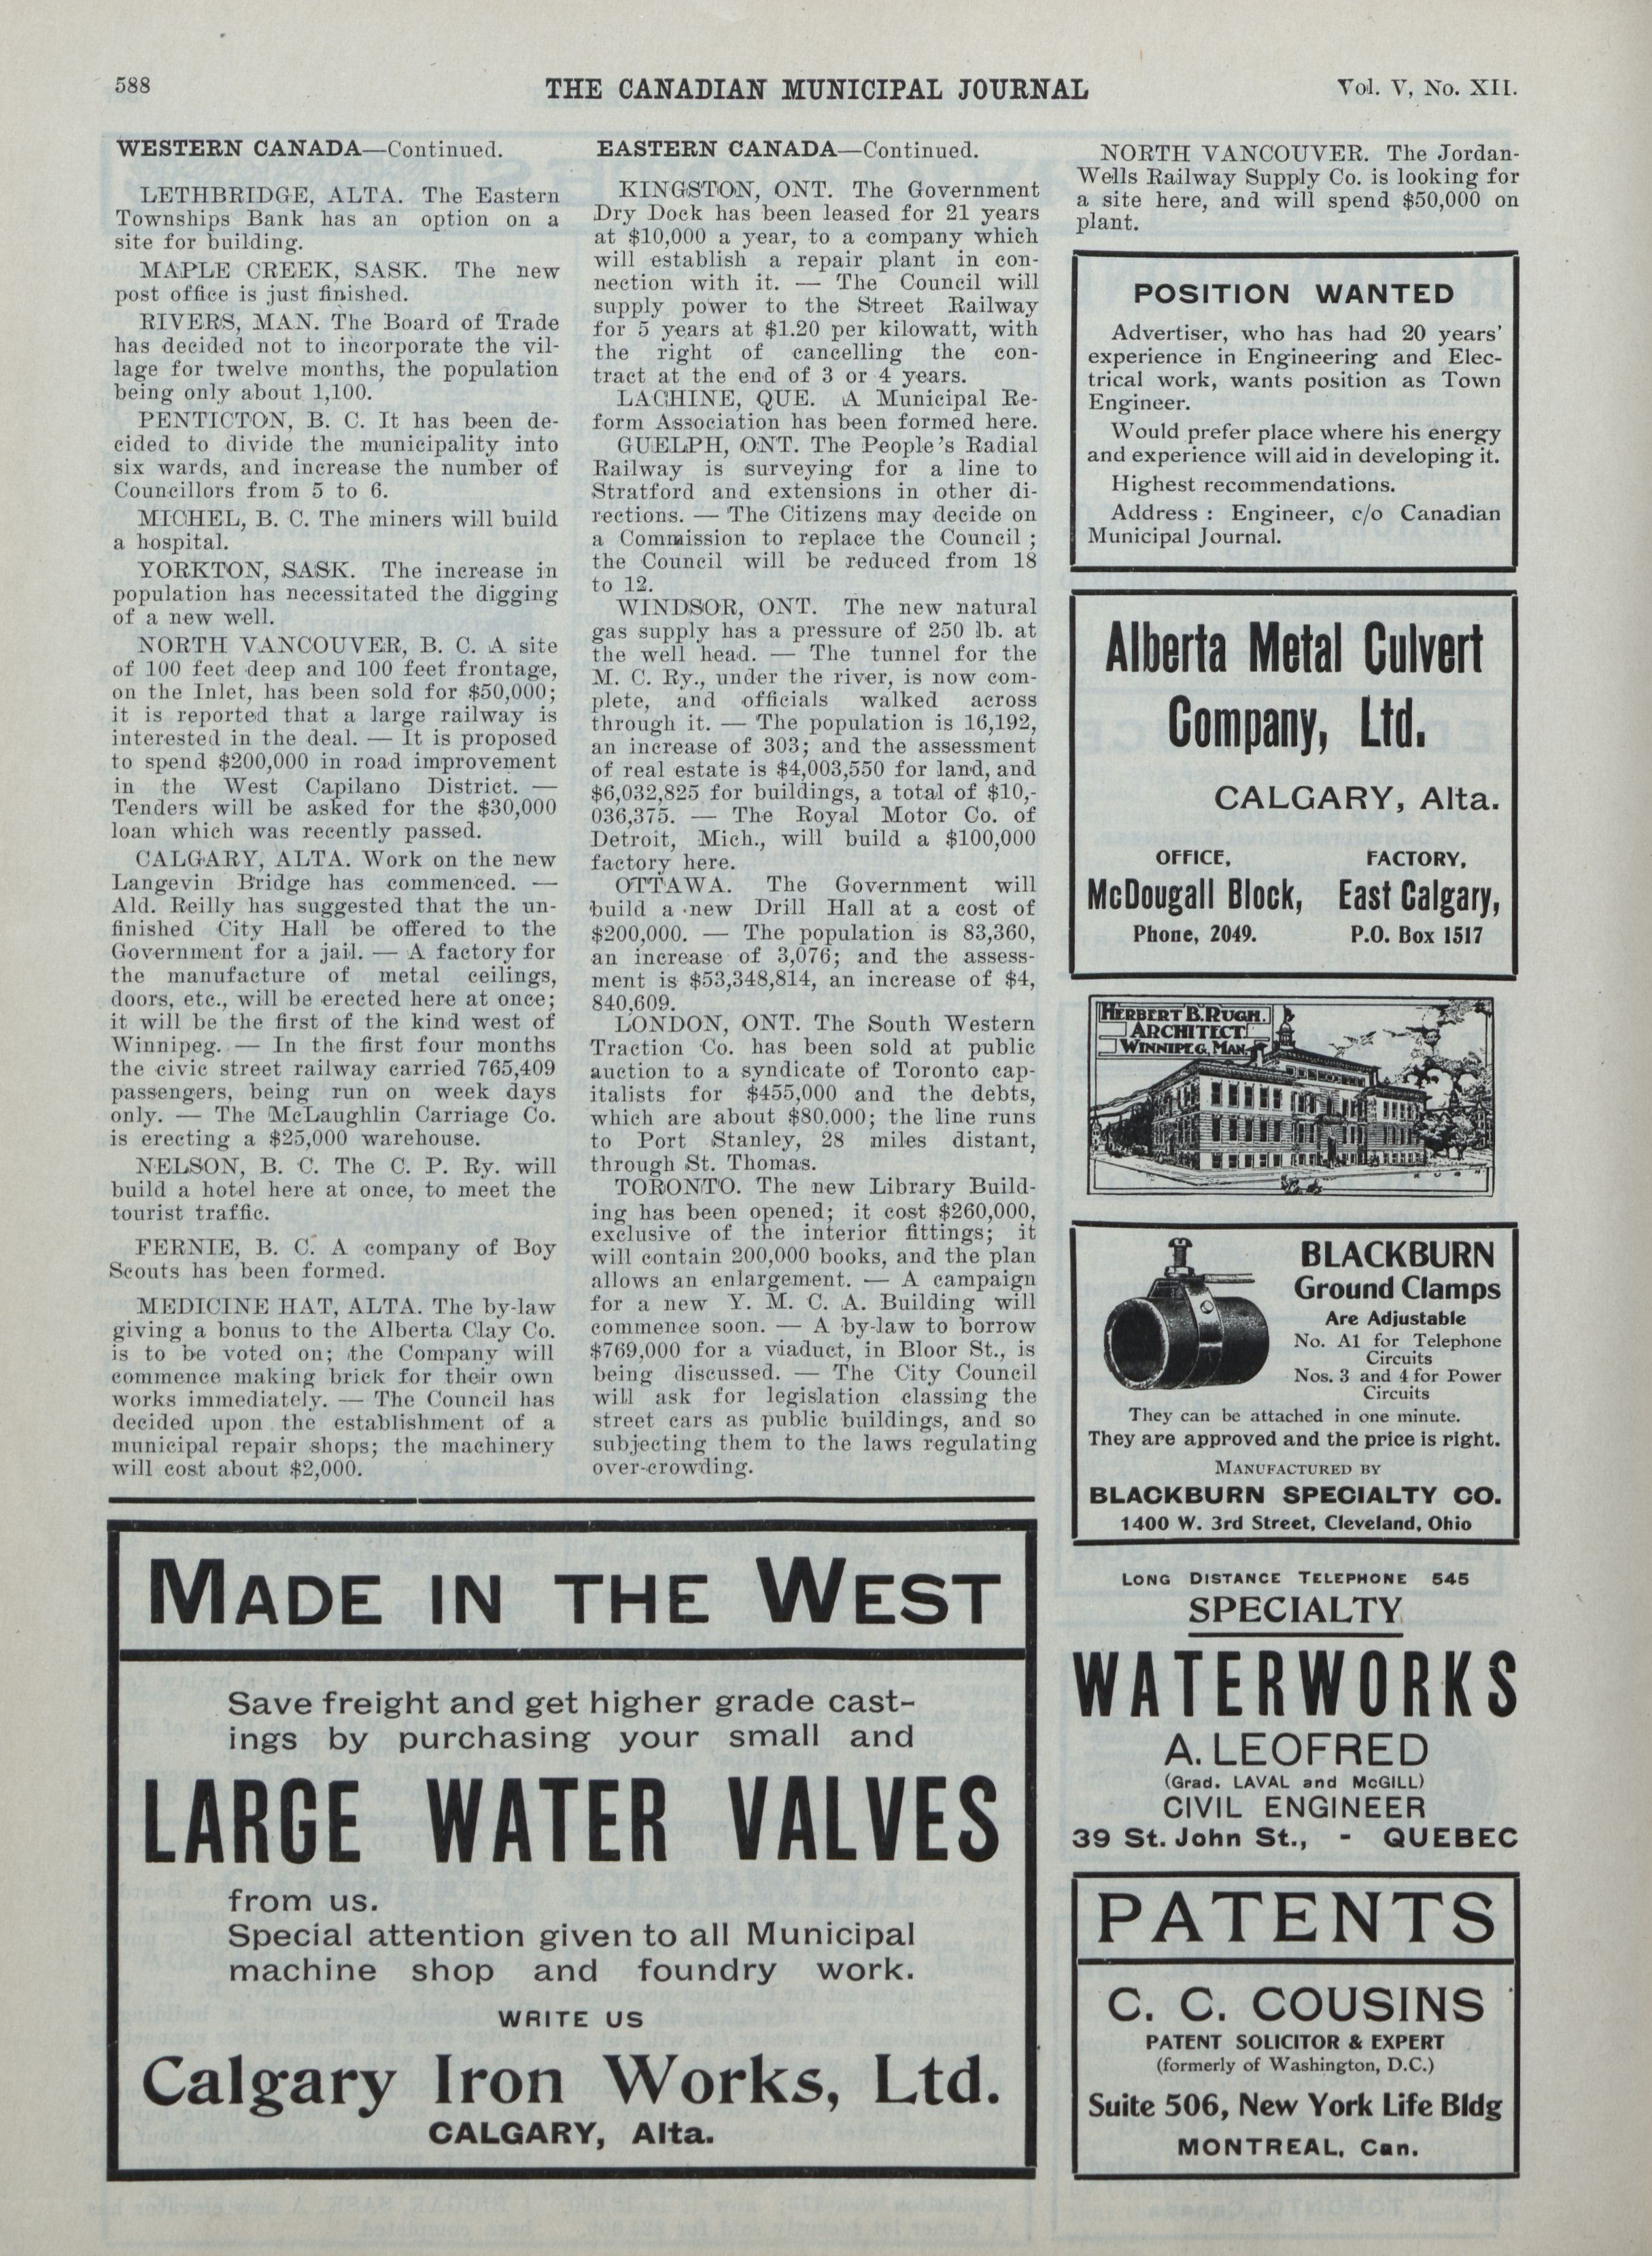 588
THE CANADIAN MUNICIPAL JOURNAL
Vol. V, No. XII.
WESTERN CANADA—Continued.
LETHBRIDGE, ALTA. The Eastern
Townships Bank has an option on a
site for building.
MAPLE CREEK, SASK. The new
post office is just finished.
RIVERS, MAN. The Board of Trade
has decided not to incorporate the vil-
lage for twelve months, the population
being only about 1,100.
PENTICTON, B. C. It has been de-
cided to divide the municipality into
six wards, and increase the number of
Councillors from 5 to 6.
MICHEL, B. C. The miners will build
a hospital.
YORKTON, SASK. The increase in
population has necessitated the digging
of a new well.
NORTH VANCOUVER, B. C. A site
of 100 feet deep and 100 feet frontage,
on the Inlet, has been sold for $50,000;
it is reported that a large railway is
interested in the deal. — It is proposed
to spend $200,000 in road improvement
in the West Capilano District. —
Tenders will be asked for the $30,000
loan which was recently passed.
CALGARY, ALTA. Work on the new
Langevin Bridge has commenced. —
Ald. Reilly has suggested that the un-
finished City Hall be offered to the
Government for a jail. — A factory for
the manufacture of metal ceilings,
doors, etc., will be erected here at once;
it will be the first of the kind west of
Winnipeg. — In the first four months
the civic street railway carried 765,409
passengers, being run on week days
only. — The McLaughlin Carriage Co.
is erecting a $25,000 warehouse.
NELSON, B. C. The C. P. Ry. will
build a hotel here at once, to meet the
tourist traffic.
FERNIE, B. C. A company of Boy
Scouts has been formed.
MEDICINE HAT, ALTA. The by-law
giving a bonus to the Alberta Clay Co.
is to be voted on; the Company will
commence making brick for their own
works immediately. — The Council has
decided upon the establishment of a
municipal repair shops; the machinery
will cost about $2,000.
EASTERN CANADA—Continued.
KINGSTON, ONT. The Government
Dry Dock has been leased for 21 years
at $10,000 a year, to a company which
will establish a repair plant in con-
nection with it. — The Council will
supply power to the Street Railway
for 5 years at $1.20 per kilowatt, with
the right of cancelling the con-
tract at the end of 3 or 4 years.
LACHINE, QUE. A Municipal Re-
form Association has been formed here.
GUELPH, ONT. The People's Radial
Railway is surveying for a line to
Stratford and extensions in other di-
rections. — The Citizens may decide on
a Commission to replace the Council ;
the Council will be reduced from 18
to 12.
WINDSOR, ONT. The new natural
gas supply has a pressure of 250 lb. at
the well head. — The tunnel for the
M. C. Ry., under the river, is now com-
plete, and officials walked across
through it. — The population is 16,192,
an increase of 303; and the assessment
of real estate is $4,003,550 for land, and
$6,032,825 for buildings, a total of $10,-
036,375. — The Royal Motor Co. of
Detroit, Mich., will build a $100,000
factory here.
OTTAWA. The Government will
build a new Drill Hall at a cost of
$200,000. — The population is 83,360,
an increase of 3,076; and the assess-
ment is $53,348,814, an increase of $4,
840,609.
LONDON, ONT. The South Western
Traction Co. has been sold at public
auction to a syndicate of Toronto cap-
italists for $455,000 and the debts,
which are about $80,000; the line runs
to Port Stanley, 28 miles distant,
through St. Thomas.
TORONTO. The new Library Build-
ing has been opened; it cost $260,000,
exclusive of the interior fittings; it
will contain 200,000 books, and the plan
allows an enlargement. — A campaign
for a new Y. M. C. A. Building will
commence soon. — A by-law to borrow
$769,000 for a viaduct, in Bloor St., is
being discussed. — The City Council
will ask for legislation classing the
street cars as public buildings, and so
subjecting them to the laws regulating
over-crowding.
NORTH VANCOUVER. The Jordan-
Wells Railway Supply Co. is looking for
a site here, and will spend $50,000 on
plant.
POSITION WANTED
Advertiser, who has had 20 years'
experience in Engineering and Elec-
trical work, wants position as Town
Engineer.
Would prefer place where his energy
and experience will aid in developing it.
Highest recommendations.
Address : Engineer, c/o Canadian
Municipal Journal.
Alberta Metal Culvert
Company, Ltd.
CALGARY, Alta.
OFFICE, FACTORY,
McDougall Block, East Calgary,
Phone, 2049. P.O. Box 1517
HERBERT B. RUGH.
ARCHITECT
WINNIPEG, MAN.
BLACKBURN
Ground Clamps
Are Adjustable
No. A1 for Telephone
Circuits
Nos. 3 and 4 for Power
Circuits
They can be attached in one minute.
They are approved and the price is right.
MANUFACTURED BY
BLACKBURN SPECIALTY CO.
1400 W. 3rd Street, Cleveland, Ohio
LONG DISTANCE TELEPHONE 545
SPECIALTY
WATERWORKS
A. LEOFRED
(Grad. LAVAL and McGILL)
CIVIL ENGINEER
39 St. John St., - QUEBEC
PATENTS
C. C. COUSINS
PATENT SOLICITOR & EXPERT
(formerly of Washington, D.C.)
Suite 506, New York Life Bldg
MONTREAL, Can.
MADE IN THE WEST
Save freight and get higher grade cast-
ings by purchasing your small and
LARGE WATER VALVES
from us.
Special attention given to all Municipal
machine shop and foundry work.
WRITE US
Calgary Iron Works, Ltd.
CALGARY, Alta.